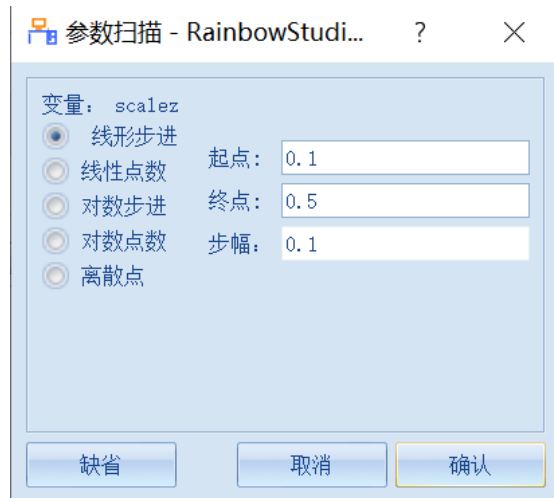 参数扫描 - RainbowStudi... ?
变量: scalez
线形步进
线性点数
对数步进
对数点数
离散点
起点: 0.1
终点: 0.5
步幅: 0.1
缺省 取消 确认